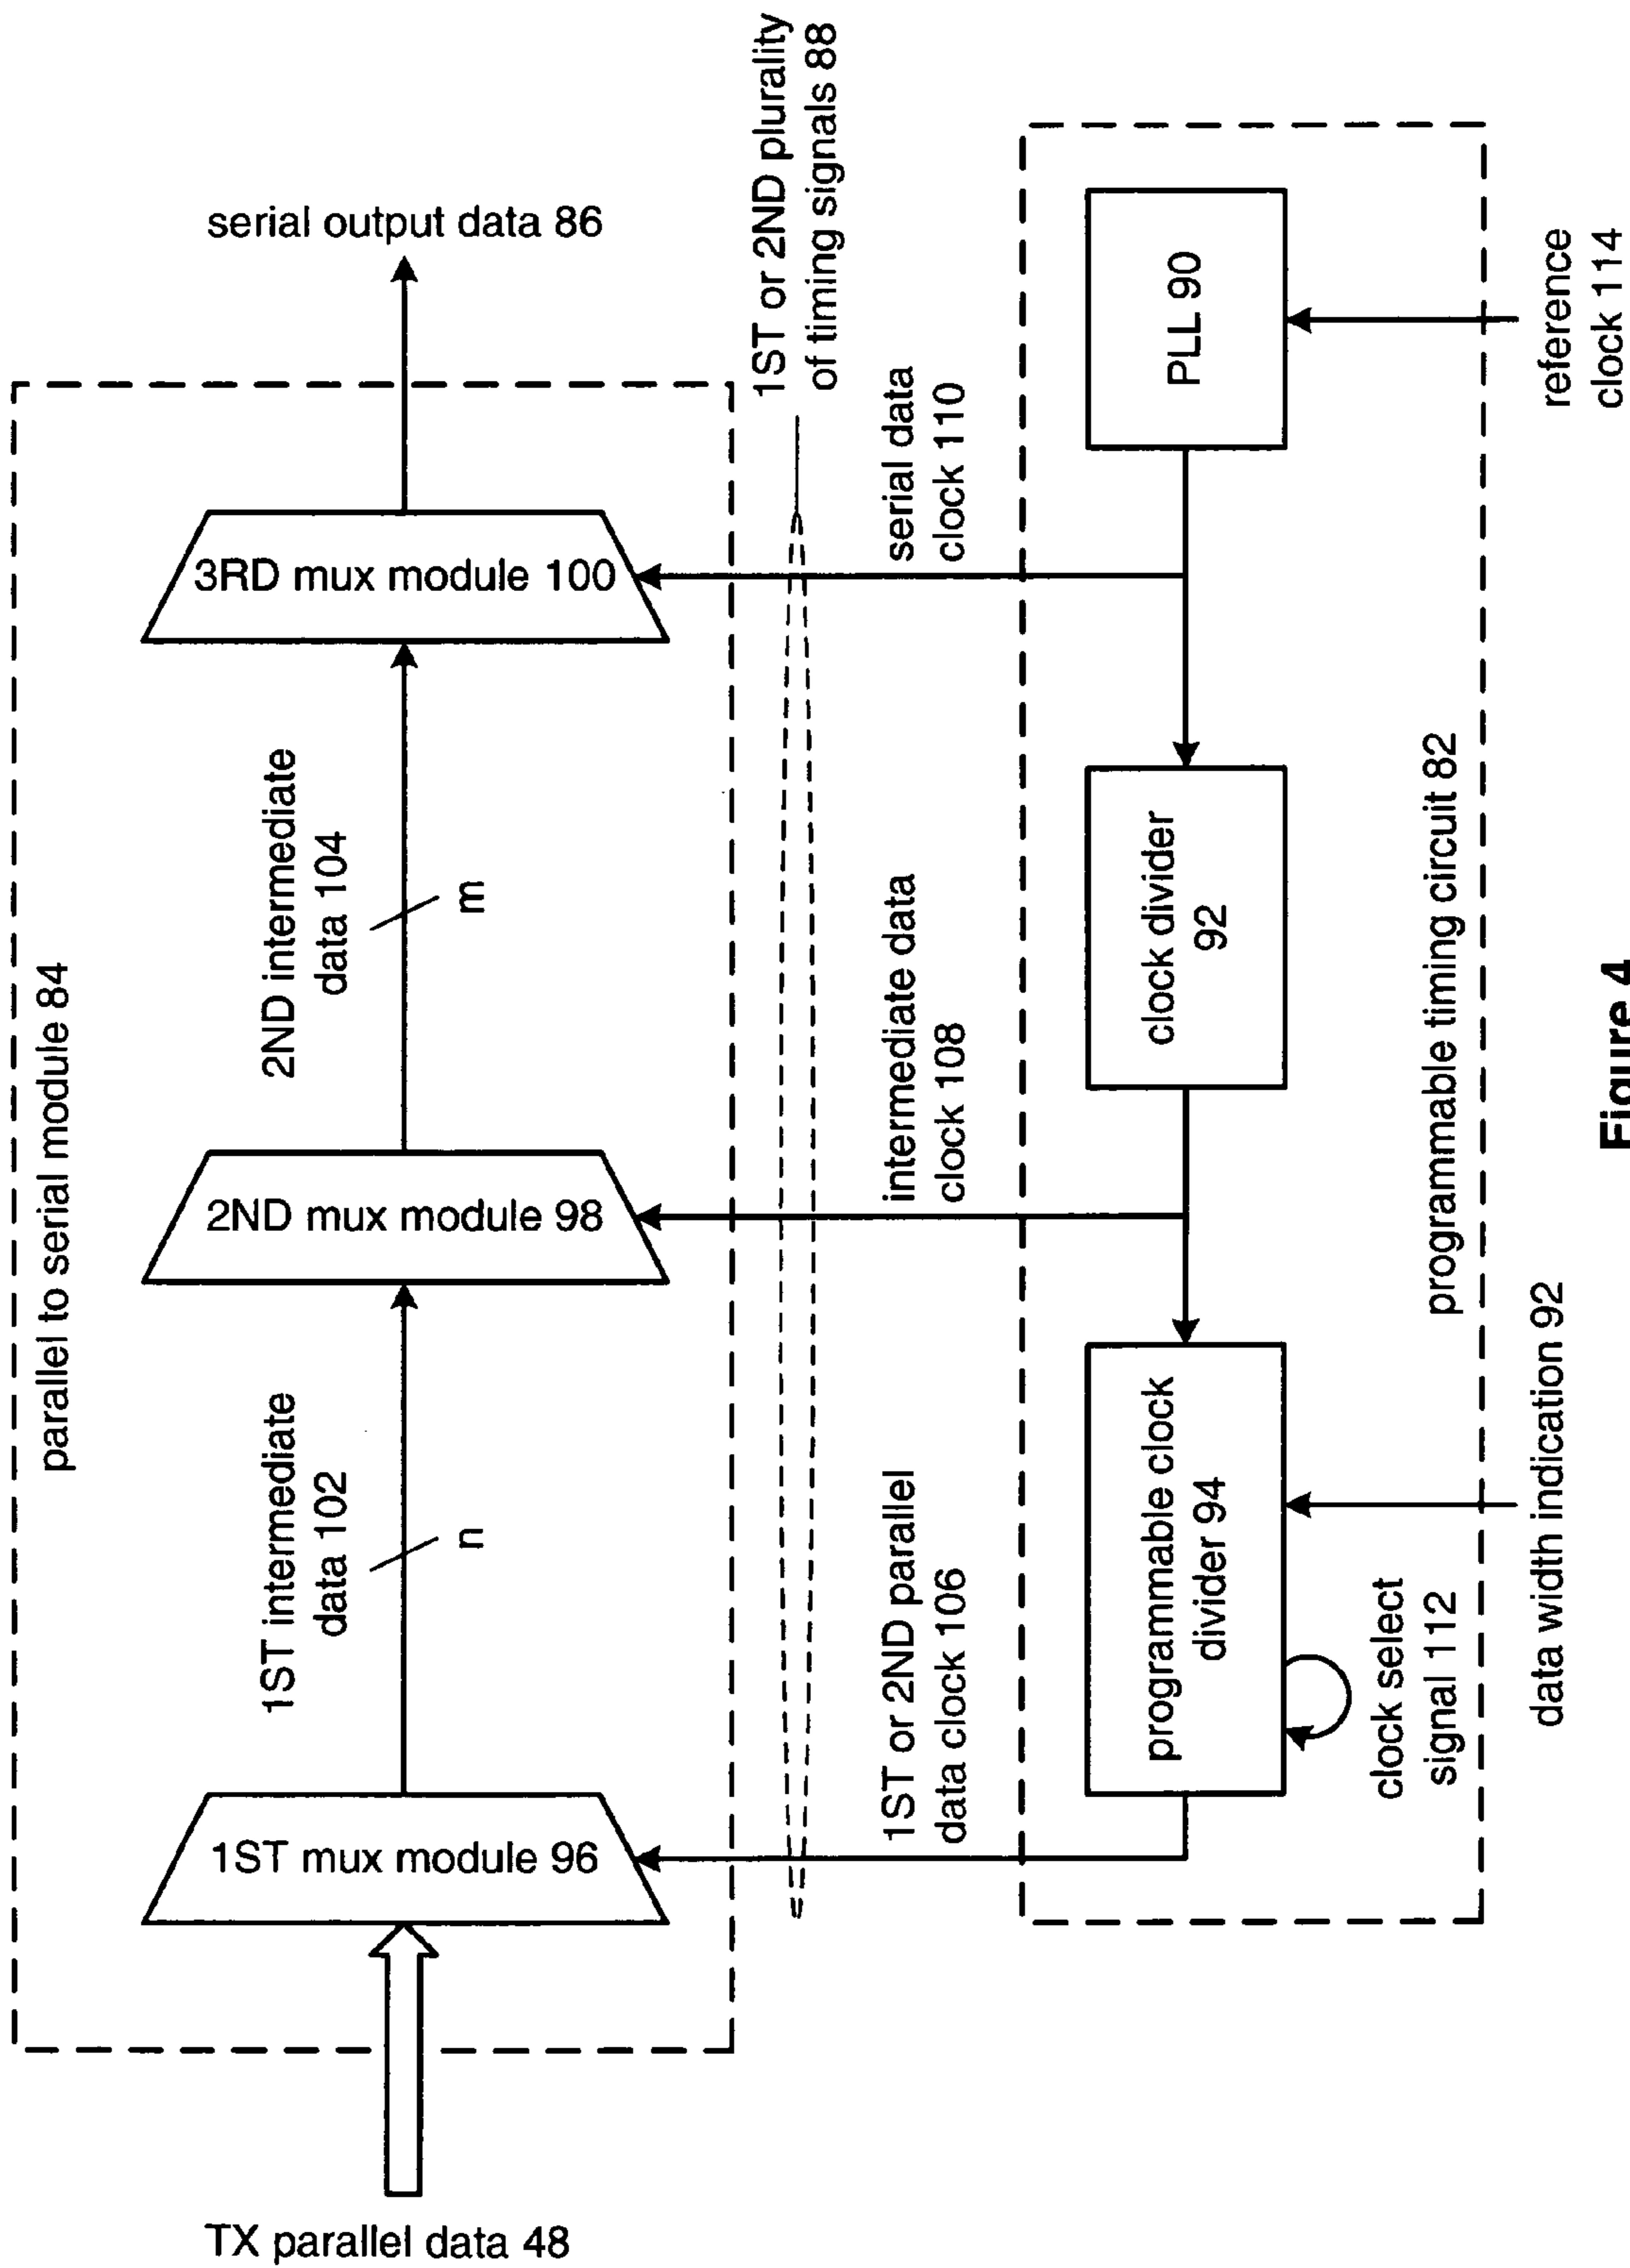 parallel to serial module 84
TX parallel data 48
1ST mux module 96
1ST intermediate
data 102
n
2ND mux module 98
2ND intermediate
data 104
m
3RD mux module 100
serial output data 86
1ST or 2ND plurality
of timing signals 88
1ST or 2ND parallel
data clock 106
intermediate data
clock 108
serial data
clock 110
programmable clock
divider 94
clock divider
92
PLL 90
clock select
signal 112
programmable timing circuit 82
data width indication 92
reference
clock 114
Figure 4